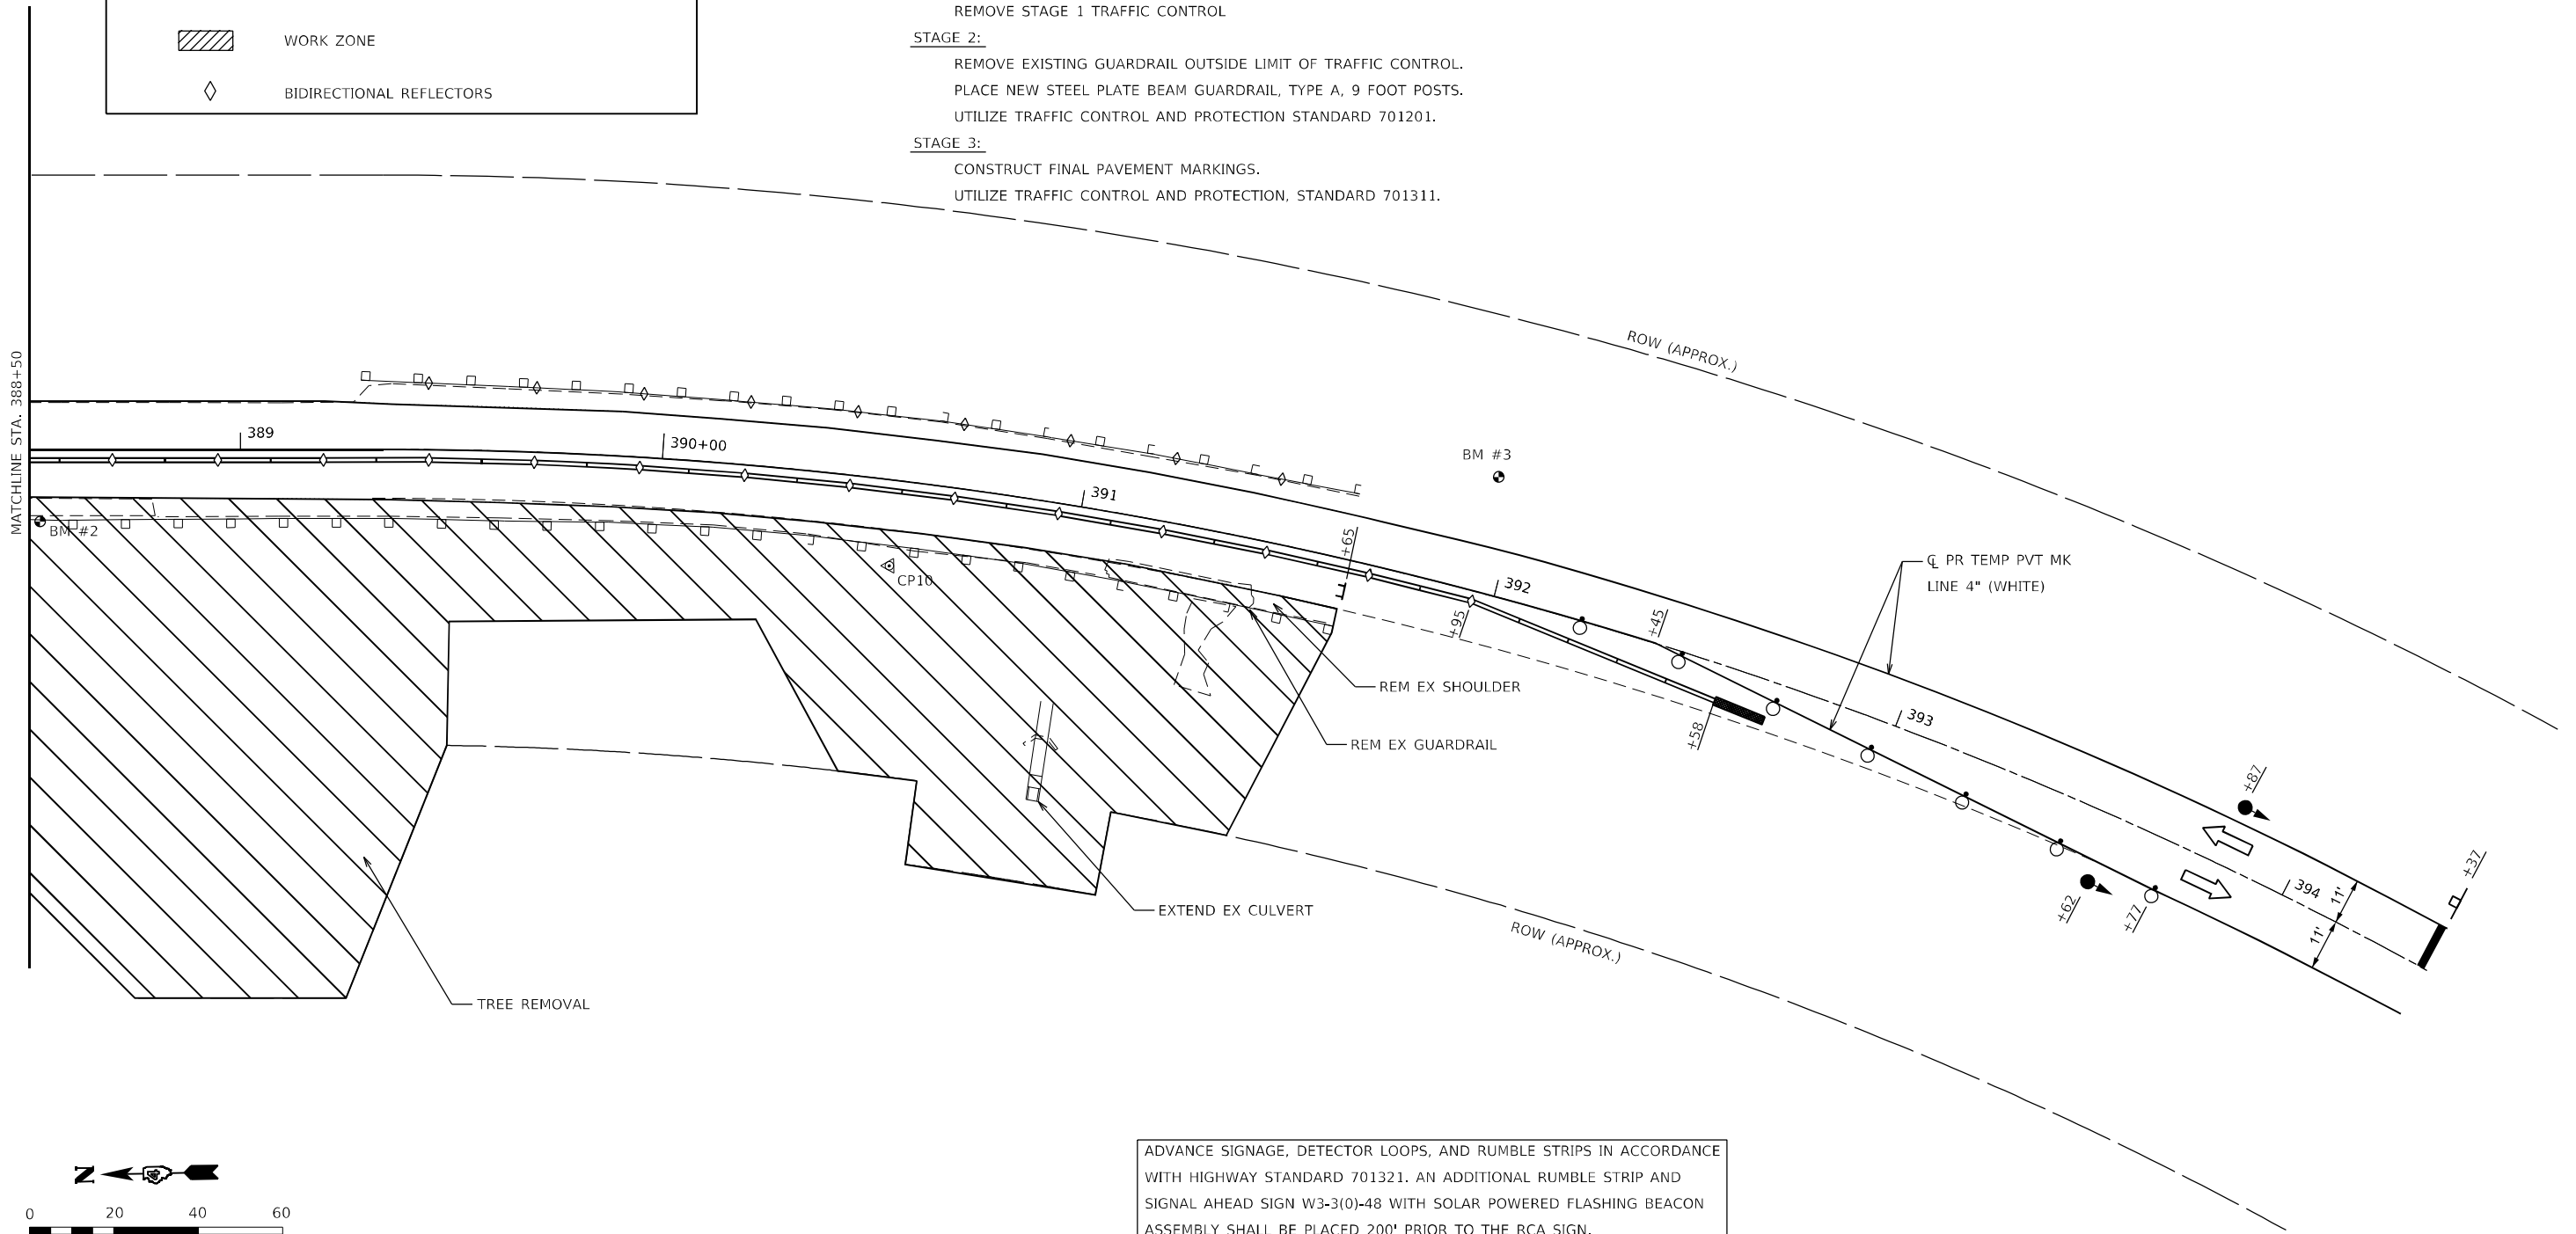 REMOVE STAGE 1 TRAFFIC CONTROL
WORK ZONE
STAGE 2:
REMOVE EXISTING GUARDRAIL OUTSIDE LIMIT OF TRAFFIC CONTROL.
BIDIRECTIONAL REFLECTORS
PLACE NEW STEEL PLATE BEAM GUARDRAIL, TYPE A, 9 FOOT POSTS.
UTILIZE TRAFFIC CONTROL AND PROTECTION STANDARD 701201.
STAGE 3:
CONSTRUCT FINAL PAVEMENT MARKINGS.
UTILIZE TRAFFIC CONTROL AND PROTECTION, STANDARD 701311.
ROW (APPROX.)
MATCHLINE STA. 388+50
389
390+00
BM #3
391
BM #2
+65
CP10
℄ PR TEMP PVT MK
LINE 4" (WHITE)
392
+95
+45
REM EX SHOULDER
393
+58
REM EX GUARDRAIL
+87
+37
394
11'
11'
+62
+77
EXTEND EX CULVERT
ROW (APPROX.)
TREE REMOVAL
N
0 20 40 60
ADVANCE SIGNAGE, DETECTOR LOOPS, AND RUMBLE STRIPS IN ACCORDANCE
WITH HIGHWAY STANDARD 701321. AN ADDITIONAL RUMBLE STRIP AND
SIGNAL AHEAD SIGN W3-3(0)-48 WITH SOLAR POWERED FLASHING BEACON
ASSEMBLY SHALL BE PLACED 200' PRIOR TO THE RCA SIGN.